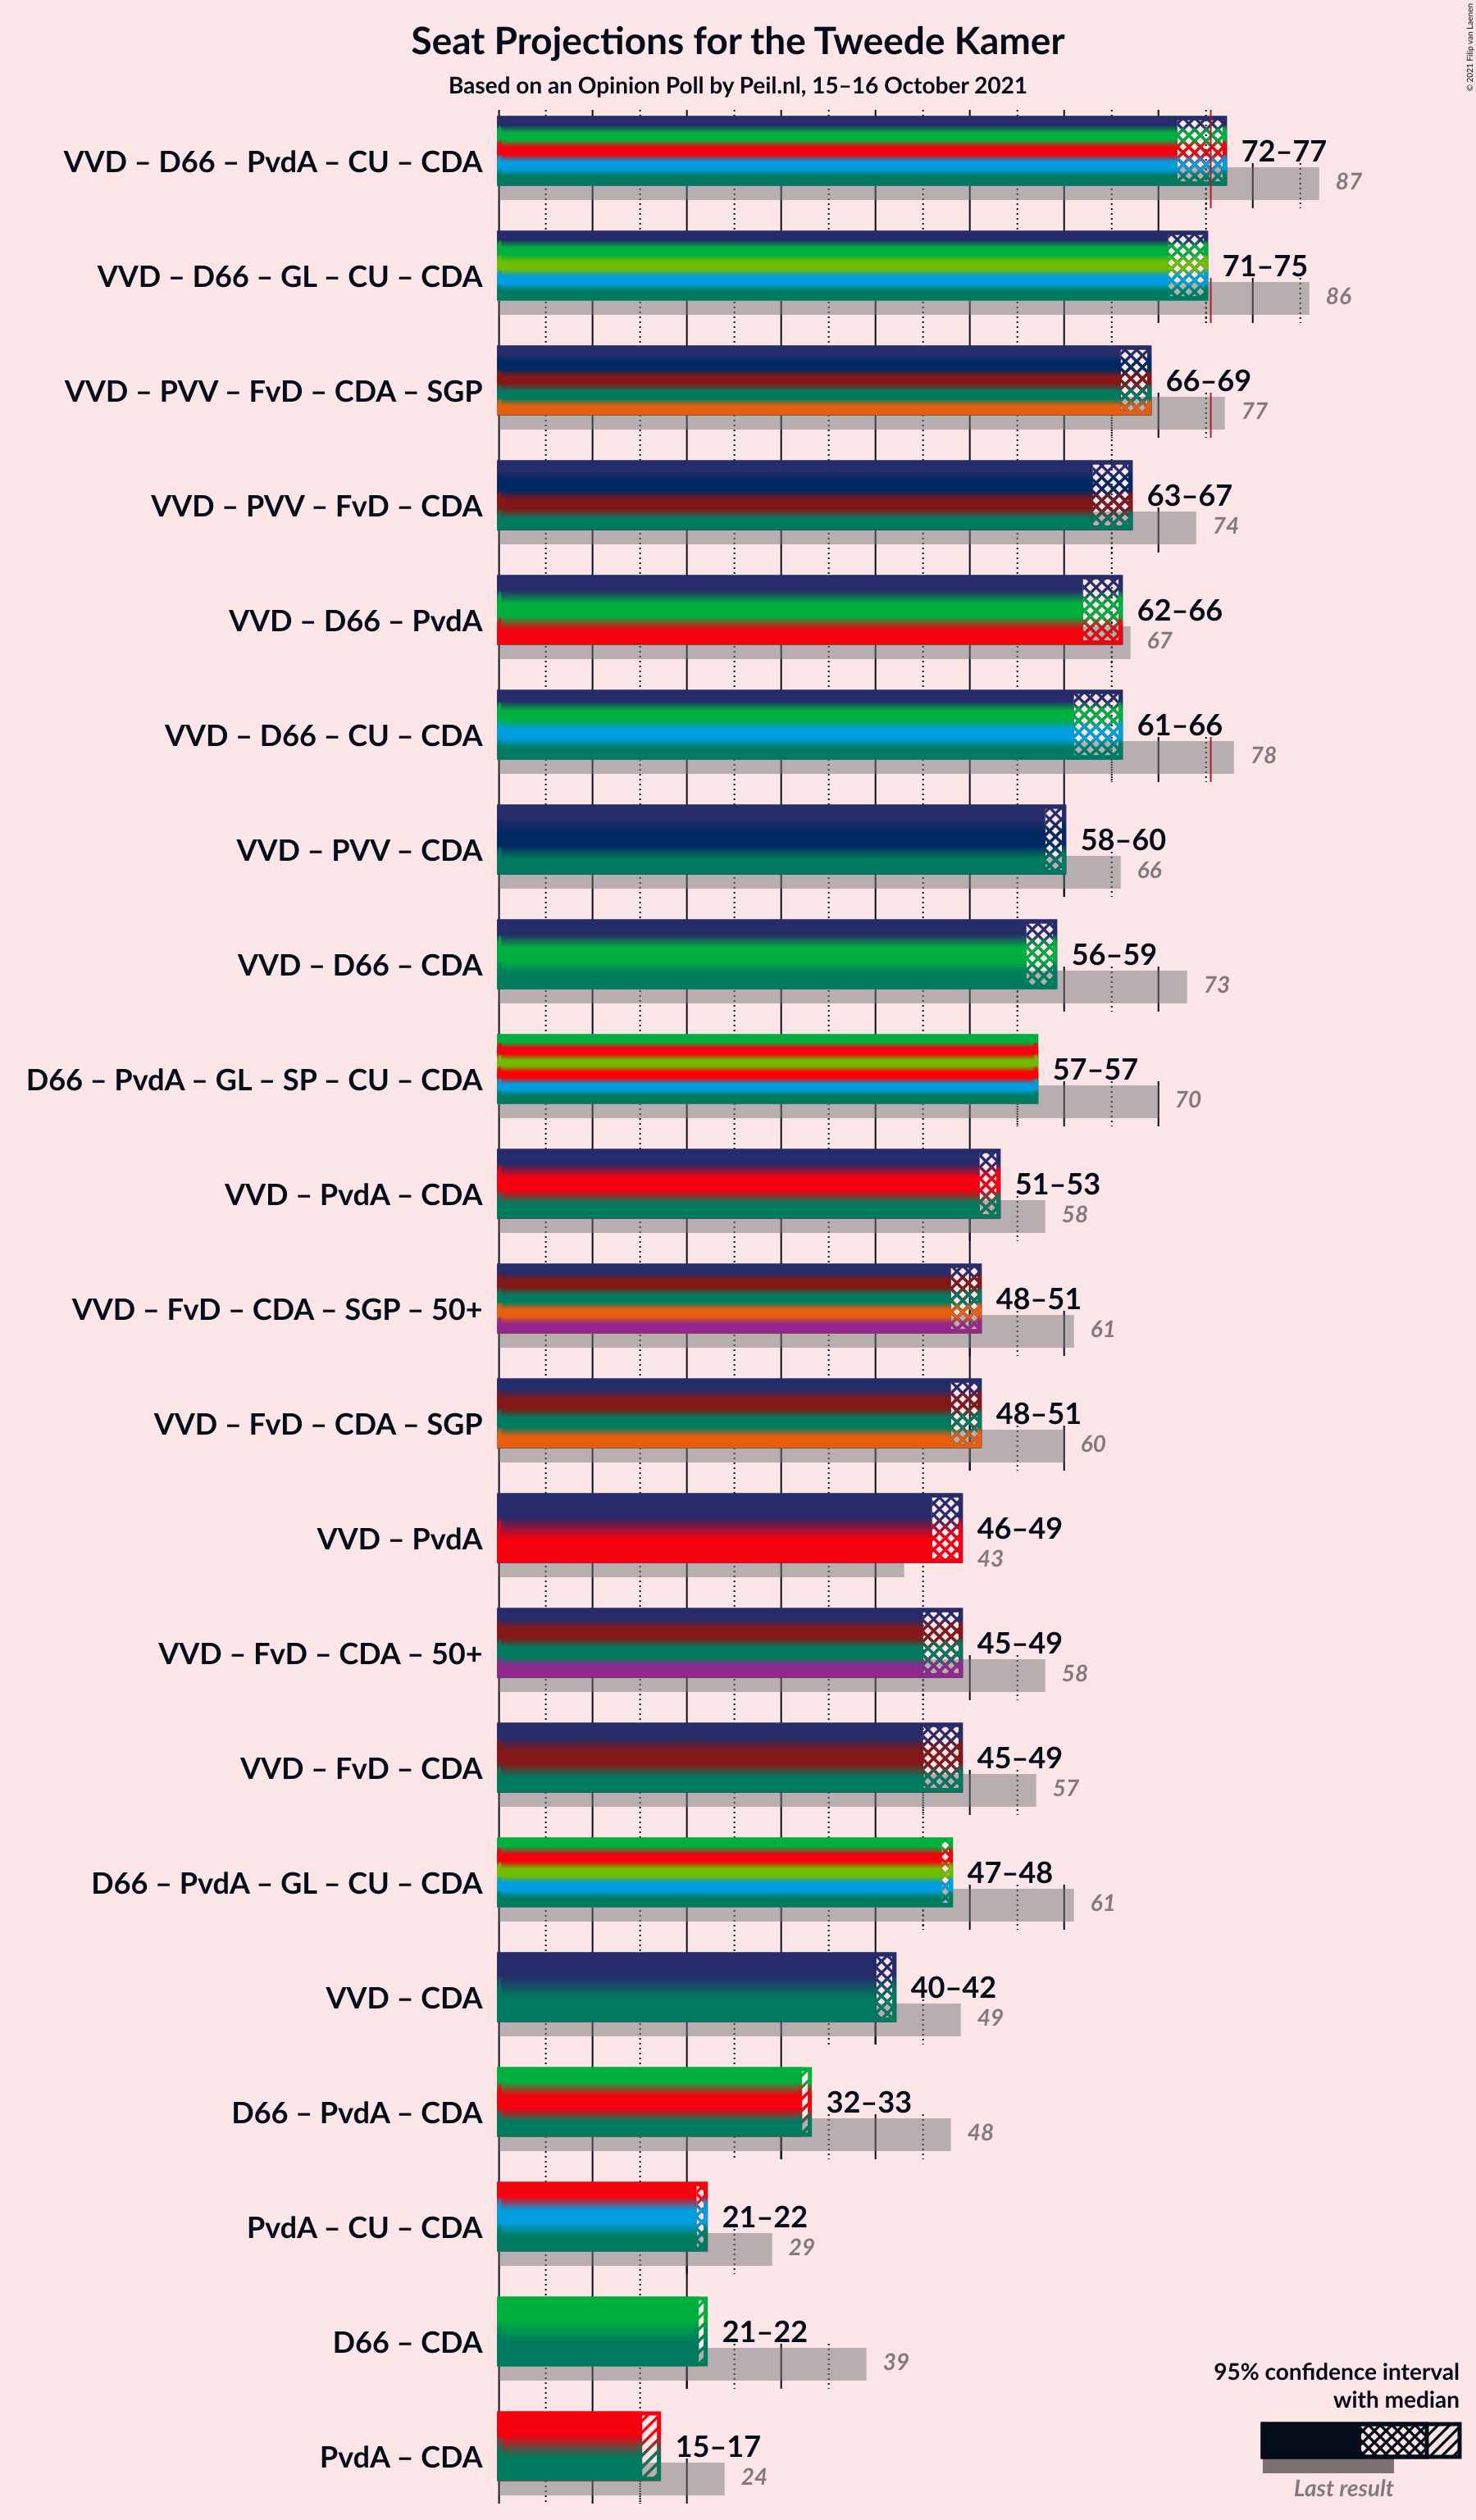 Seat Projections for the Tweede Kamer
Based on an Opinion Poll by Peil.nl, 15–16 October 2021
© 2021 Filip van Laenen
VVD – D66 – PvdA – CU – CDA
72–77
87
VVD – D66 – GL – CU – CDA
71–75
86
VVD – PVV – FvD – CDA – SGP
66–69
77
VVD – PVV – FvD – CDA
63–67
74
VVD – D66 – PvdA
62–66
67
VVD – D66 – CU – CDA
61–66
78
VVD – PVV – CDA
58–60
66
VVD – D66 – CDA
56–59
73
D66 – PvdA – GL – SP – CU – CDA
57–57
70
VVD – PvdA – CDA
51–53
58
VVD – FvD – CDA – SGP – 50+
48–51
61
VVD – FvD – CDA – SGP
48–51
60
VVD – PvdA
46–49
43
VVD – FvD – CDA – 50+
45–49
58
VVD – FvD – CDA
45–49
57
D66 – PvdA – GL – CU – CDA
47–48
61
VVD – CDA
40–42
49
D66 – PvdA – CDA
32–33
48
PvdA – CU – CDA
21–22
29
D66 – CDA
21–22
39
PvdA – CDA
15–17
24
95% confidence interval
with median
Last result